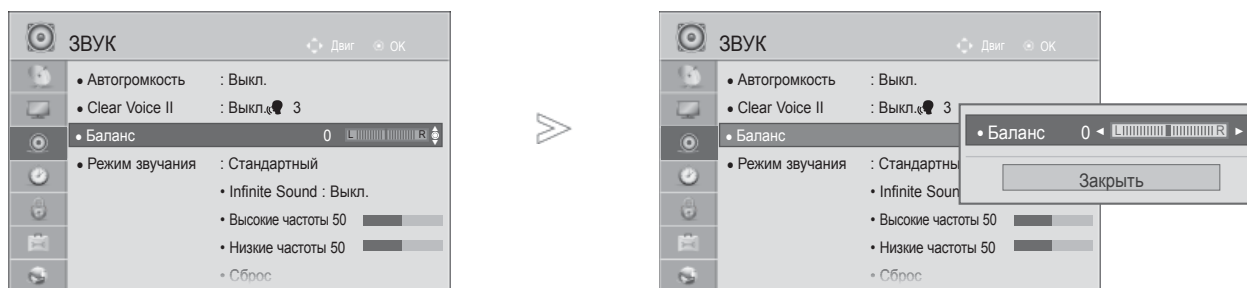 ЗВУК
Двиг OK
• Автогромкость : Выкл.
• Clear Voice II : Выкл. 3
• Баланс 0 L R
• Режим звучания : Стандартный
• Infinite Sound : Выкл.
• Высокие частоты 50
• Низкие частоты 50
• Сброс
ЗВУК
Двиг OK
• Автогромкость : Выкл.
• Clear Voice II : Выкл. 3
• Баланс
• Режим звучания : Стандартны
• Infinite Soun
• Высокие частоты 50
• Низкие частоты 50
• Сброс
• Баланс 0 ◄ L R ►
Закрыть